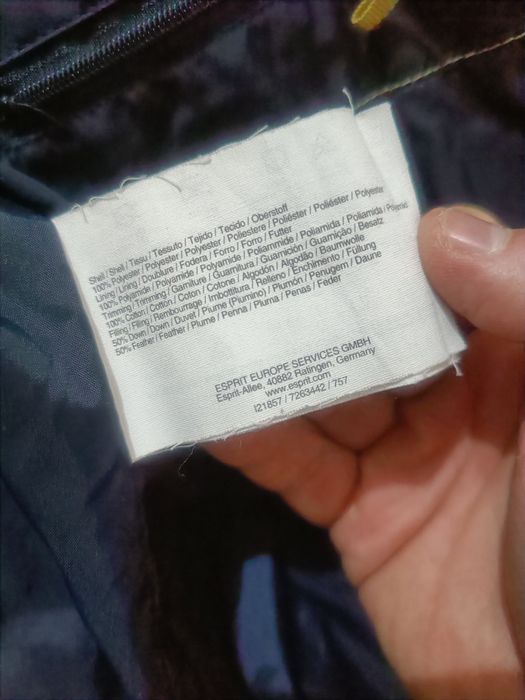 Shell / Shell / Tissu / Tessuto / Tejido / Tecido / Oberstoff
100% Polyester / Polyester / Polyester / Poliestere / Poliéster / Poliéster / Polyester
Lining / Lining / Doublure / Fodera / Forro / Forro / Futter
100% Polyamide / Polyamide / Polyamide / Poliammide / Poliamida / Poliamida / Polyamid
Trimming / Trimming / Garniture / Guarnitura / Guarnición / Guarnição / Besatz
100% Cotton / Cotton / Coton / Cotone / Algodón / Algodão / Baumwolle
Filling / Filling / Rembourrage / Imbottitura / Relleno / Enchimento / Füllung
50% Down / Down / Duvet / Piume (Piumino) / Plumón / Penugem / Daune
50% Feather / Feather / Plume / Penna / Pluma / Penas / Feder
ESPRIT EUROPE SERVICES GMBH
Esprit-Allee, 40882 Ratingen, Germany
www.esprit.com
I21857 / 7263442 / 757